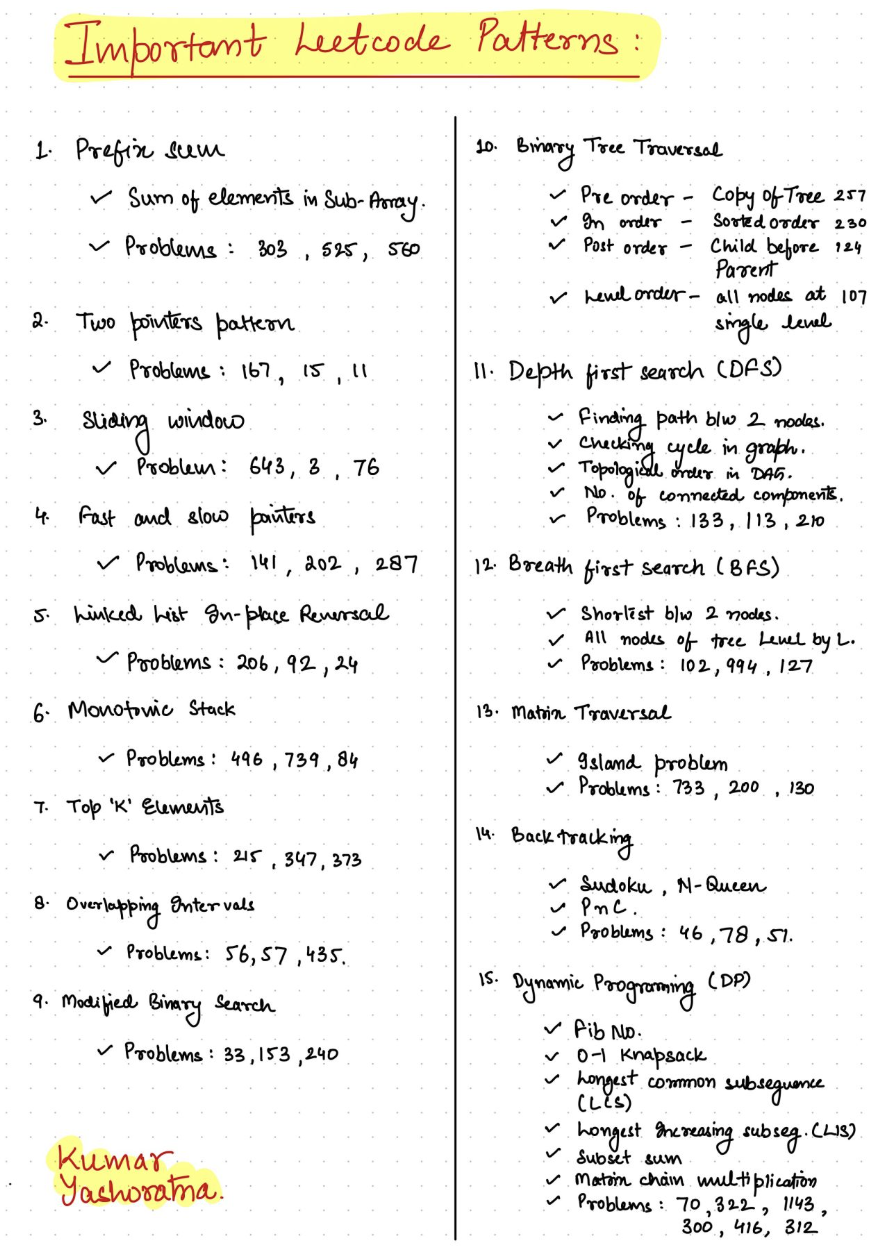 Important Leetcode Patterns :
1. Prefix sum
✓ Sum of elements in Sub-Array.
✓ Problems : 303 , 525, 560
2. Two pointers pattern
✓ Problems : 167, 15 , 11
3. Sliding window
✓ Problem : 643, 3 , 76
4. Fast and slow pointers
✓ Problems : 141 , 202 , 287
5. Linked List In-place Reversal
✓ Problems : 206, 92 , 24
6. Monotonic Stack
✓ Problems : 496 , 739 , 84
7. Top 'K' Elements
✓ Problems : 215 , 347, 373
8. Overlapping Intervals
✓ Problems : 56, 57 , 435.
9. Modified Binary Search
✓ Problems : 33 , 153 , 240
Kumar
Yashoratna.
10. Binary Tree Traversal
✓ Pre order - Copy of Tree 257
✓ In order - Sorted order 230
✓ Post order - Child before 124
Parent
✓ Level order - all nodes at 107
single level
11. Depth first search (DFS)
✓ Finding path b/w 2 nodes.
✓ Checking cycle in graph.
✓ Topological order in DAG.
✓ No. of connected components.
✓ Problems : 133 , 113 , 210
12. Breath first search (BFS)
✓ Shortest b/w 2 nodes.
✓ All nodes of tree Level by L.
✓ Problems : 102 , 994 , 127
13. Matrix Traversal
✓ Island problem
✓ Problems : 733 , 200 , 130
14. Back tracking
✓ Sudoku , N-Queen
✓ PnC.
✓ Problems : 46 , 78 , 51.
15. Dynamic Programing (DP)
✓ Fib No.
✓ 0-1 Knapsack
✓ Longest common subsequence
(LCS)
✓ Longest Increasing subseq. (LIS)
✓ Subset sum
✓ Matrix chain multiplication
✓ Problems : 70 , 322 , 1143 ,
300 , 416, 312